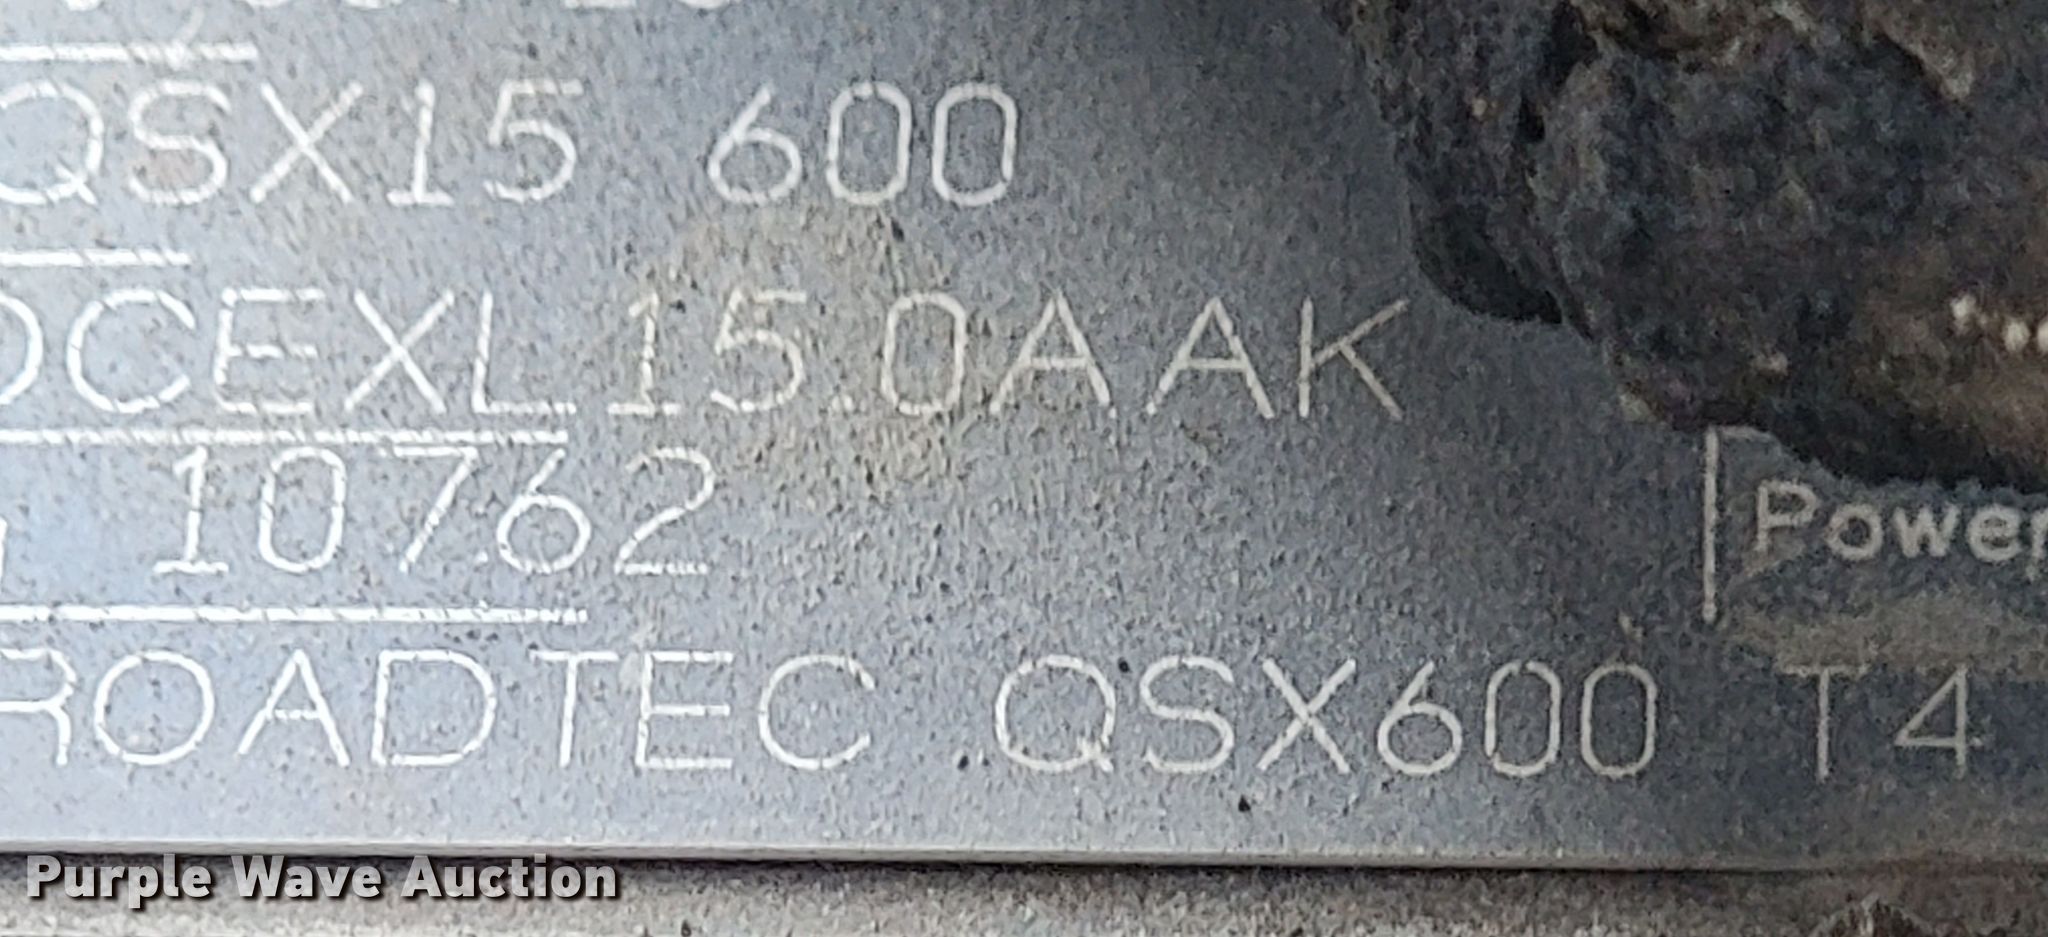 QSX15 600
DCEXL15.0AAK
10762
ROADTEC QSX600 T4
Power
Purple Wave Auction